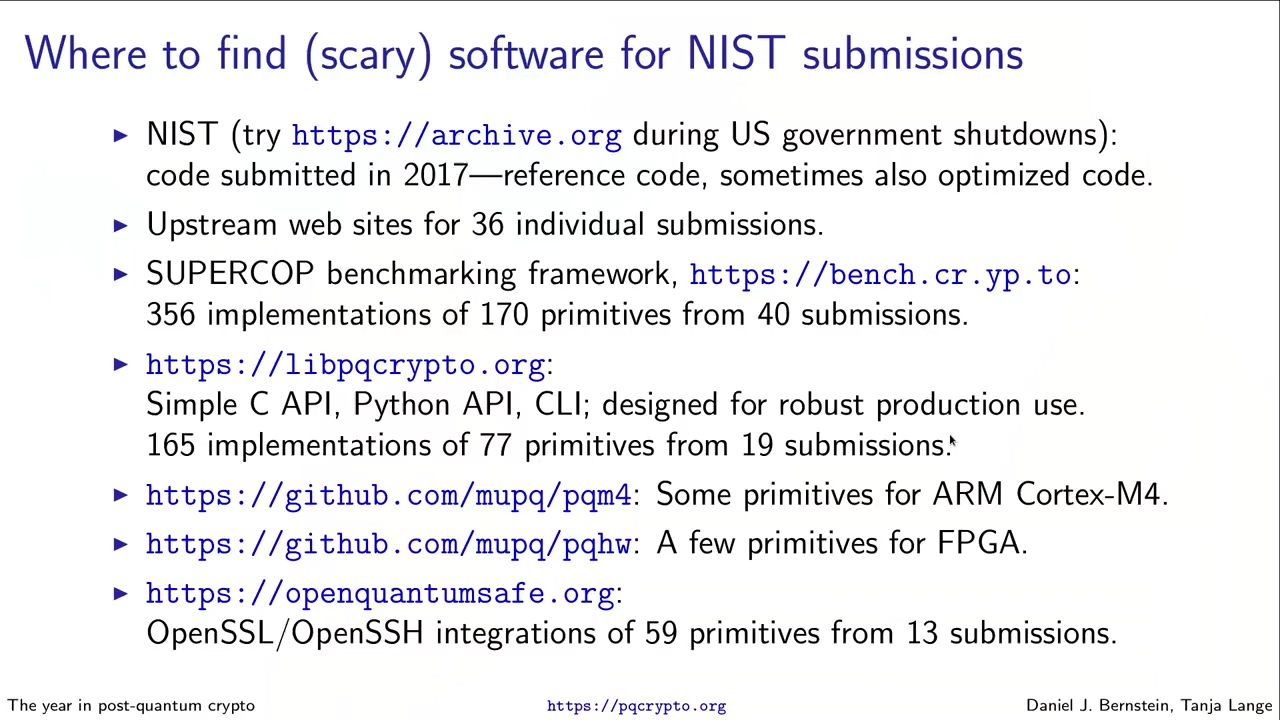 Where to find (scary) software for NIST submissions
▶ NIST (try https://archive.org during US government shutdowns):
code submitted in 2017—reference code, sometimes also optimized code.
▶ Upstream web sites for 36 individual submissions.
▶ SUPERCOP benchmarking framework, https://bench.cr.yp.to:
356 implementations of 170 primitives from 40 submissions.
▶ https://libpqcrypto.org:
Simple C API, Python API, CLI; designed for robust production use.
165 implementations of 77 primitives from 19 submissions.
▶ https://github.com/mupq/pqm4: Some primitives for ARM Cortex-M4.
▶ https://github.com/mupq/pqhw: A few primitives for FPGA.
▶ https://openquantumsafe.org:
OpenSSL/OpenSSH integrations of 59 primitives from 13 submissions.
The year in post-quantum crypto https://pqcrypto.org Daniel J. Bernstein, Tanja Lange